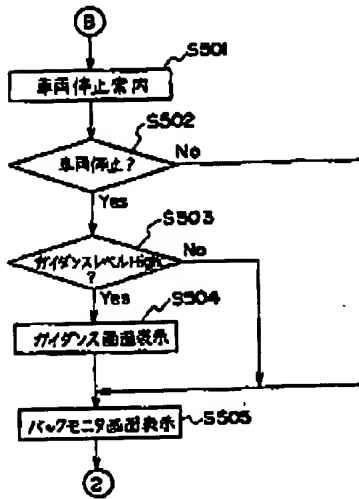 B
S501
車両停止案内
S502
車両停止?
No
Yes
S503
ガイダンスレベルHigh
?
No
Yes
S504
ガイダンス画面表示
バックモニタ画面表示
S505
2